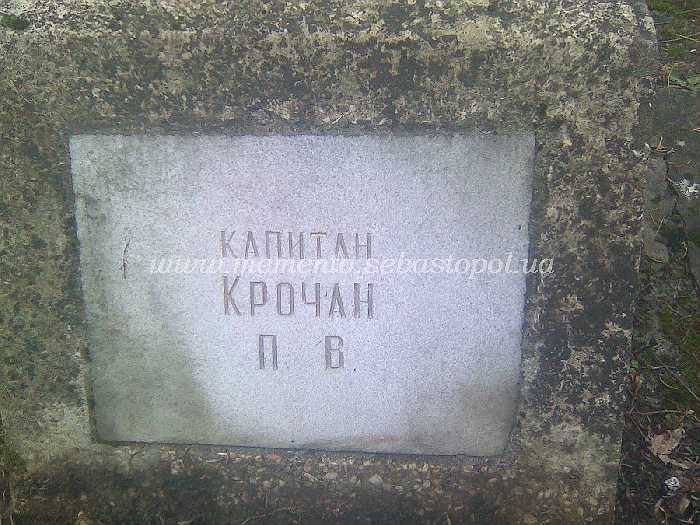 КАПИТАН
www.memento.sebastopol.ua
КРОЧАН
П В